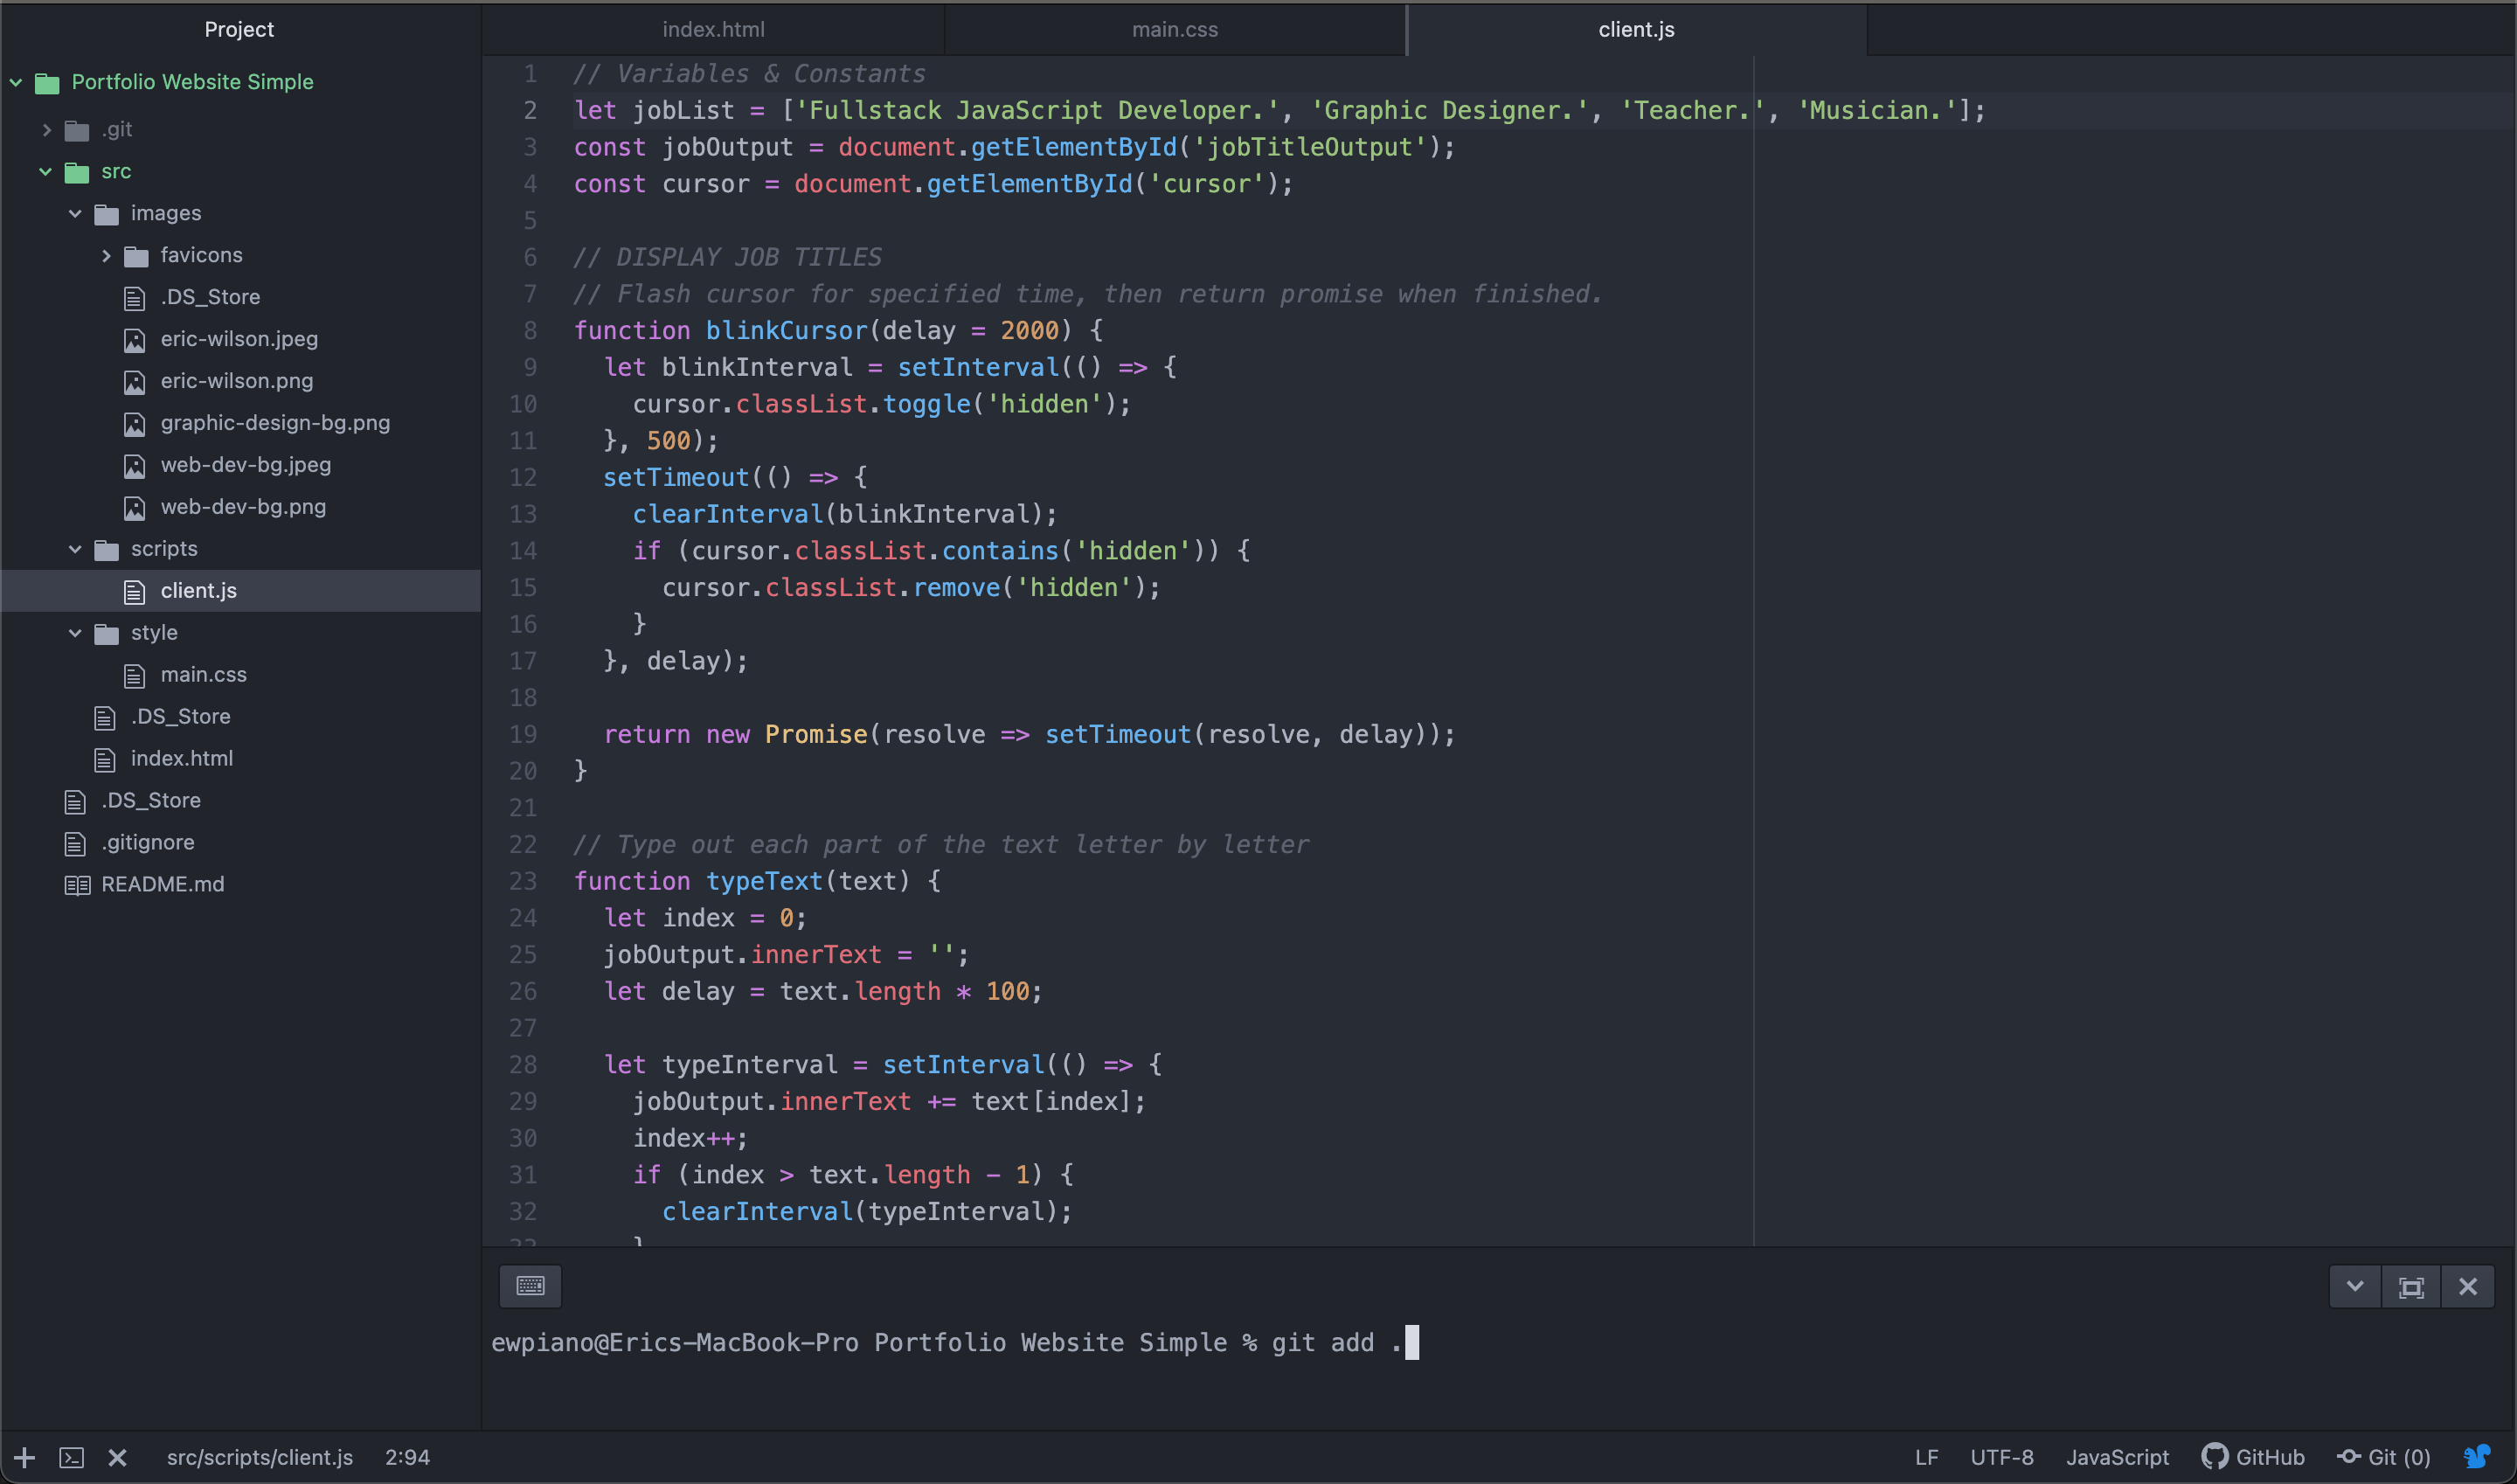 Project
Portfolio Website Simple
.git
src
images
favicons
.DS_Store
eric-wilson.jpeg
eric-wilson.png
graphic-design-bg.png
web-dev-bg.jpeg
web-dev-bg.png
scripts
client.js
style
main.css
.DS_Store
index.html
.DS_Store
.gitignore
README.md
index.html main.css client.js
1 // Variables & Constants
2 let jobList = ['Fullstack JavaScript Developer.', 'Graphic Designer.', 'Teacher.', 'Musician.'];
3 const jobOutput = document.getElementById('jobTitleOutput');
4 const cursor = document.getElementById('cursor');
5
6 // DISPLAY JOB TITLES
7 // Flash cursor for specified time, then return promise when finished.
8 function blinkCursor(delay = 2000) {
9 let blinkInterval = setInterval(() => {
10 cursor.classList.toggle('hidden');
11 }, 500);
12 setTimeout(() => {
13 clearInterval(blinkInterval);
14 if (cursor.classList.contains('hidden')) {
15 cursor.classList.remove('hidden');
16 }
17 }, delay);
18
19 return new Promise(resolve => setTimeout(resolve, delay));
20 }
21
22 // Type out each part of the text letter by letter
23 function typeText(text) {
24 let index = 0;
25 jobOutput.innerText = '';
26 let delay = text.length * 100;
27
28 let typeInterval = setInterval(() => {
29 jobOutput.innerText += text[index];
30 index++;
31 if (index > text.length - 1) {
32 clearInterval(typeInterval);
33 }
ewpiano@Erics-MacBook-Pro Portfolio Website Simple % git add .
src/scripts/client.js 2:94 LF UTF-8 JavaScript GitHub Git (0)